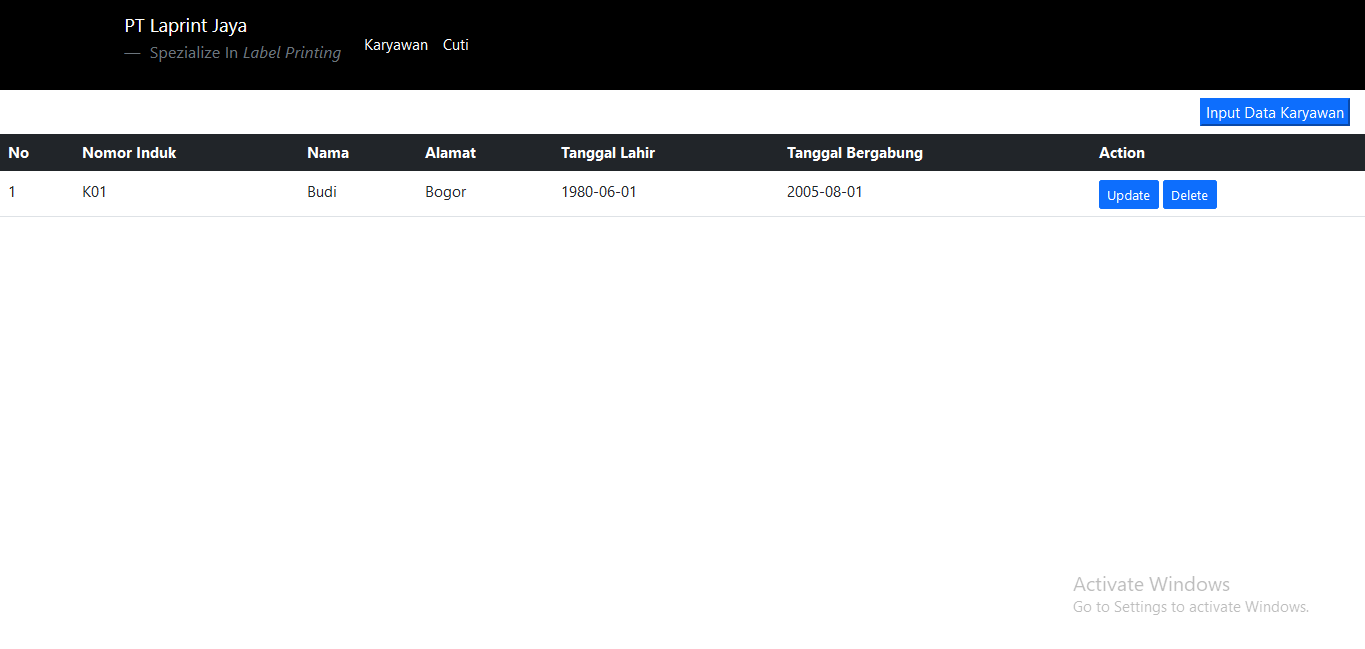 PT Laprint Jaya
— Spezialize In Label Printing
Karyawan Cuti
Input Data Karyawan
No Nomor Induk Nama Alamat Tanggal Lahir Tanggal Bergabung Action
1 K01 Budi Bogor 1980-06-01 2005-08-01 Update Delete
Activate Windows
Go to Settings to activate Windows.